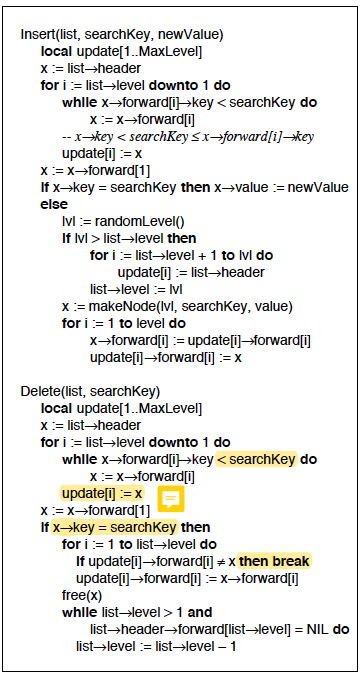 Insert(list, searchKey, newValue)
local update[1..MaxLevel]
x := list→header
for i := list→level downto 1 do
while x→forward[i]→key < searchKey do
x := x→forward[i]
-- x→key < searchKey ≤ x→forward[i]→key
update[i] := x
x := x→forward[1]
If x→key = searchKey then x→value := newValue
else
lvl := randomLevel()
If lvl > list→level then
for i := list→level + 1 to lvl do
update[i] := list→header
list→level := lvl
x := makeNode(lvl, searchKey, value)
for i := 1 to level do
x→forward[i] := update[i]→forward[i]
update[i]→forward[i] := x
Delete(list, searchKey)
local update[1..MaxLevel]
x := list→header
for i := list→level downto 1 do
while x→forward[i]→key < searchKey do
x := x→forward[i]
update[i] := x
x := x→forward[1]
If x→key = searchKey then
for i := 1 to list→level do
If update[i]→forward[i] ≠ x then break
update[i]→forward[i] := x→forward[i]
free(x)
while list→level > 1 and
list→header→forward[list→level] = NIL do
list→level := list→level – 1